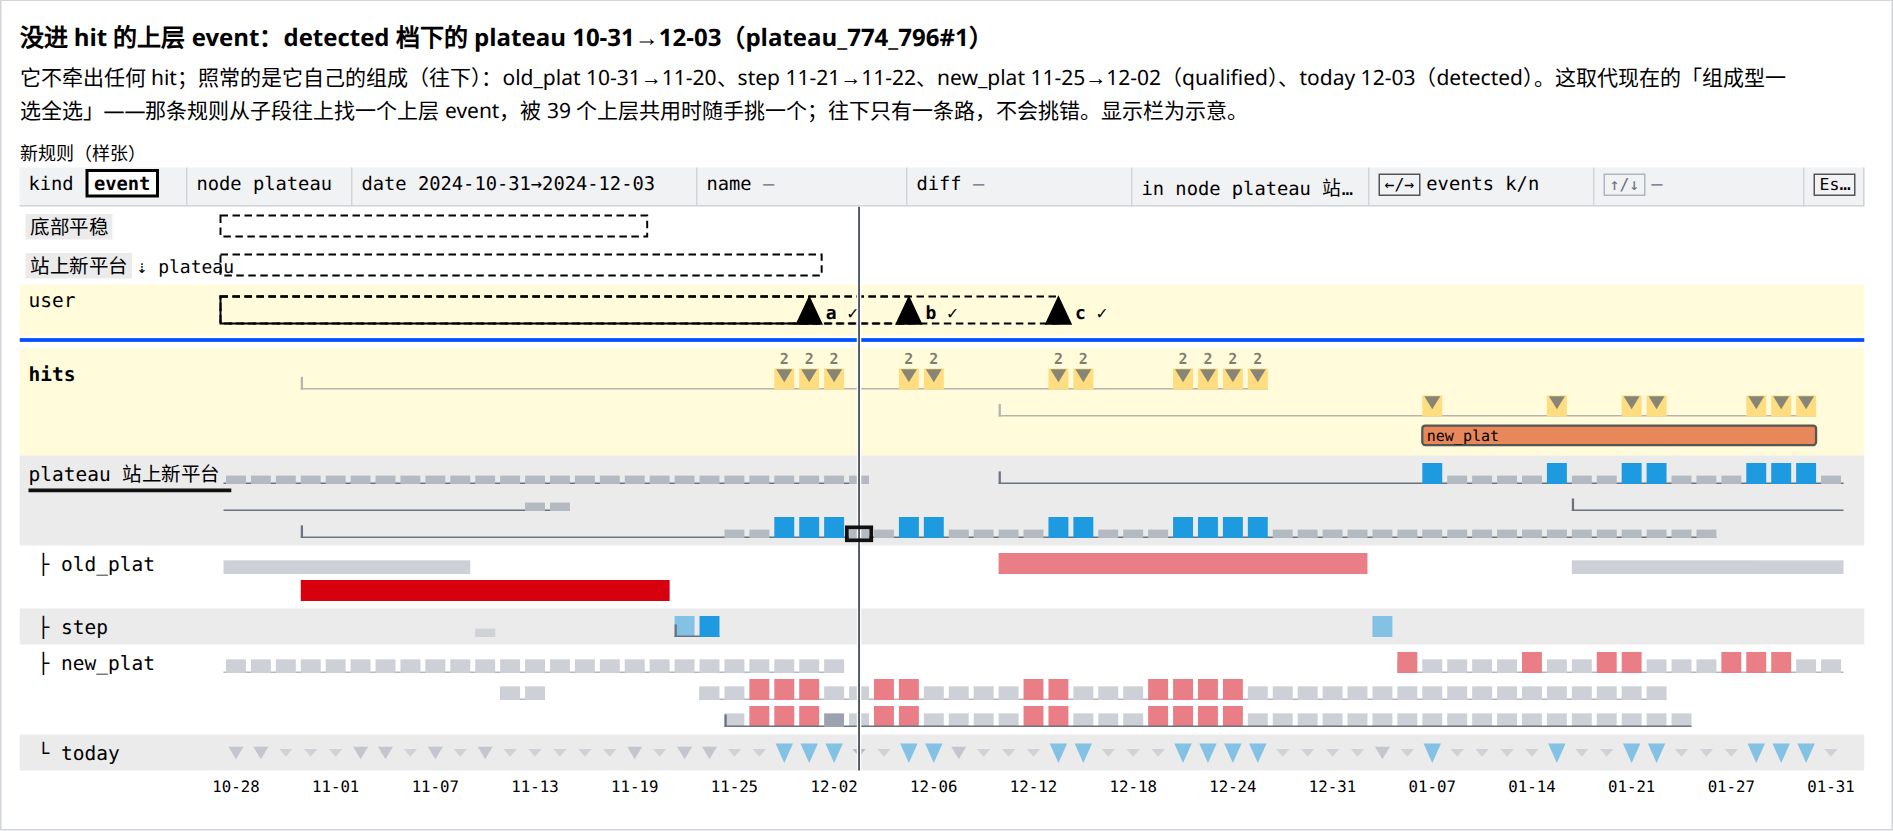 没进 hit 的上层 event：detected 档下的 plateau 10-31→12-03（plateau_774_796#1）
它不牵出任何 hit；照常的是它自己的组成（往下）：old_plat 10-31→11-20、step 11-21→11-22、new_plat 11-25→12-02（qualified）、today 12-03（detected）。这取代现在的「组成型一
选全选」——那条规则从子段往上找一个上层 event，被 39 个上层共用时随手挑一个；往下只有一条路，不会挑错。显示栏为示意。
新规则（样张）
kind event node plateau date 2024-10-31→2024-12-03 name — diff — in node plateau 站… ←/→ events k/n ↑/↓ — Es…
底部平稳
站上新平台 ⇣ plateau
user a ✓ b ✓ c ✓
2 2 2 2 2 2 2 2 2 2 2
hits
new_plat
plateau 站上新平台
├ old_plat
├ step
├ new_plat
└ today
10-28 11-01 11-07 11-13 11-19 11-25 12-02 12-06 12-12 12-18 12-24 12-31 01-07 01-14 01-21 01-27 01-31